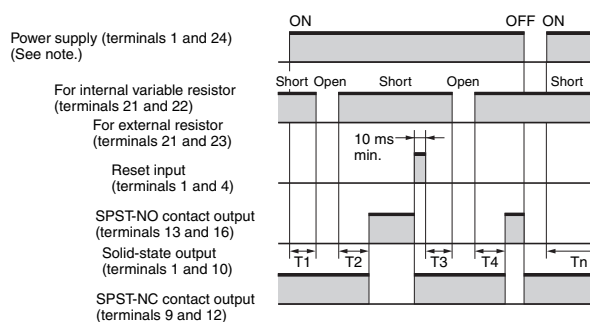 ON
OFF ON
Power supply (terminals 1 and 24)
(See note.)
Short Open Short Open Short
For internal variable resistor
(terminals 21 and 22)
For external resistor
(terminals 21 and 23)
10 ms
min.
Reset input
(terminals 1 and 4)
SPST-NO contact output
(terminals 13 and 16)
Solid-state output
(terminals 1 and 10)
T1 T2 T3 T4 Tn
SPST-NC contact output
(terminals 9 and 12)